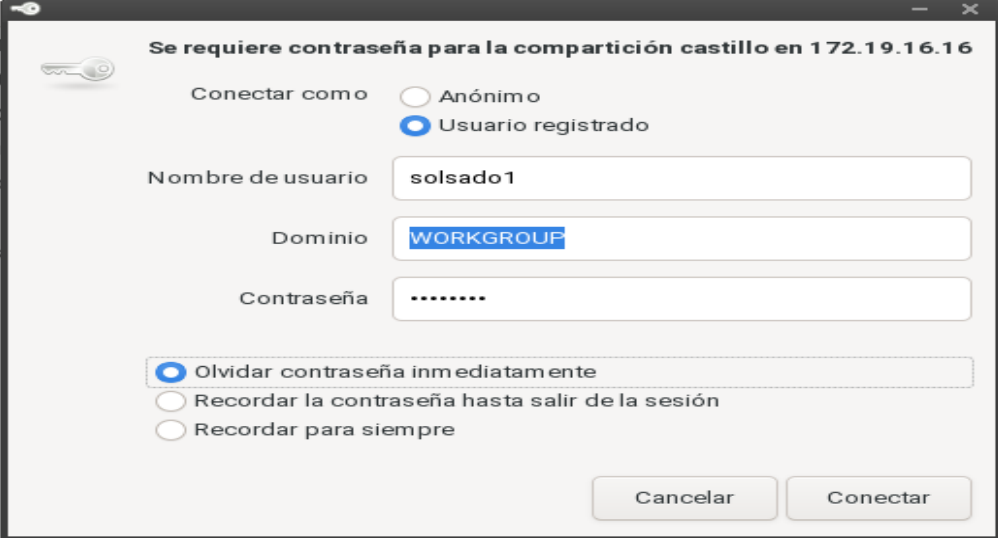 Se requiere contraseña para la compartición castillo en 172.19.16.16
Conectar como
Anónimo
Usuario registrado
Nombre de usuario solsado1
Dominio WORKGROUP
Contraseña ••••••••
Olvidar contraseña inmediatamente
Recordar la contraseña hasta salir de la sesión
Recordar para siempre
Cancelar Conectar